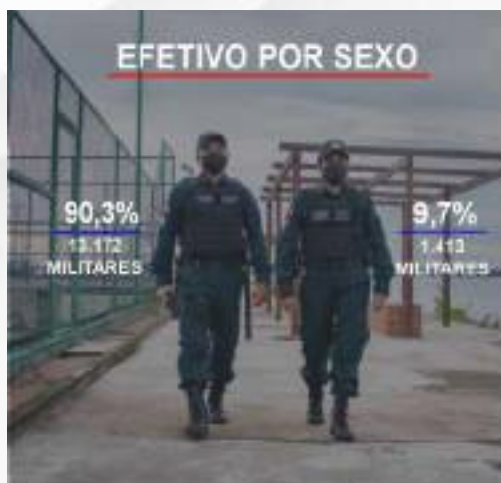 EFETIVO POR SEXO
90,3%
13.172
MILITARES
9,7%
1.413
MILITARES